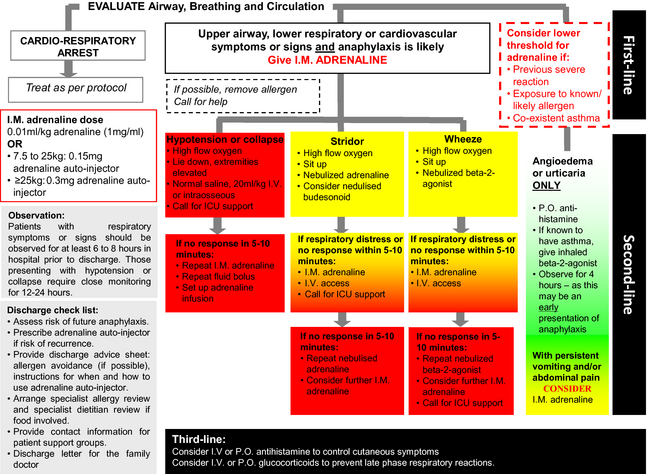 EVALUATE Airway, Breathing and Circulation
CARDIO-RESPIRATORY
ARREST
Treat as per protocol
Upper airway, lower respiratory or cardiovascular
symptoms or signs and anaphylaxis is likely
Give I.M. ADRENALINE
Consider lower
threshold for
adrenaline if:
• Previous severe
reaction
• Exposure to known/
likely allergen
• Co-existent asthma
First-line
If possible, remove allergen
Call for help
I.M. adrenaline dose
0.01ml/kg adrenaline (1mg/ml)
OR
• 7.5 to 25kg: 0.15mg
adrenaline auto-injector
• ≥25kg:0.3mg adrenaline auto-
injector
Observation:
Patients with respiratory
symptoms or signs should be
observed for at least 6 to 8 hours in
hospital prior to discharge. Those
presenting with hypotension or
collapse require close monitoring
for 12-24 hours.
Discharge check list:
• Assess risk of future anaphylaxis.
• Prescribe adrenaline auto-injector
if risk of recurrence.
• Provide discharge advice sheet:
allergen avoidance (if possible),
instructions for when and how to
use adrenaline auto-injector.
• Arrange specialist allergy review
and specialist dietitian review if
food involved.
• Provide contact information for
patient support groups.
• Discharge letter for the family
doctor
Hypotension or collapse
• High flow oxygen
• Lie down, extremities
elevated
• Normal saline, 20ml/kg I.V.
or intraosseous
• Call for ICU support
If no response in 5-10
minutes:
• Repeat I.M. adrenaline
• Repeat fluid bolus
• Set up adrenaline
infusion
Stridor
• High flow oxygen
• Sit up
• Nebulized adrenaline
• Consider nedulised
budesonid
If respiratory distress or
no response within 5-10
minutes:
• I.M. adrenaline
• I.V. access
• Call for ICU support
If no response in 5-10
minutes:
• Repeat nebulised
adrenaline
• Consider further I.M.
adrenaline
Wheeze
• High flow oxygen
• Sit up
• Nebulized beta-2-
agonist
If respiratory distress or
no response within 5-10
minutes:
• I.M. adrenaline
• I.V. access
If no response in 5-
10 minutes:
• Repeat nebulized
beta-2-agonist
• Consider further I.M.
adrenaline
• Call for ICU support
Angioedema
or urticaria
ONLY
• P.O. anti-
histamine
• If known to
have asthma,
give inhaled
beta-2-agonist
• Observe for 4
hours – as this
may be an
early
presentation of
anaphylaxis
With persistent
vomiting and/or
abdominal pain
CONSIDER
I.M. adrenaline
Second-line
Third-line:
Consider I.V or P.O. antihistamine to control cutaneous symptoms
Consider I.V. or P.O. glucocorticoids to prevent late phase respiratory reactions.